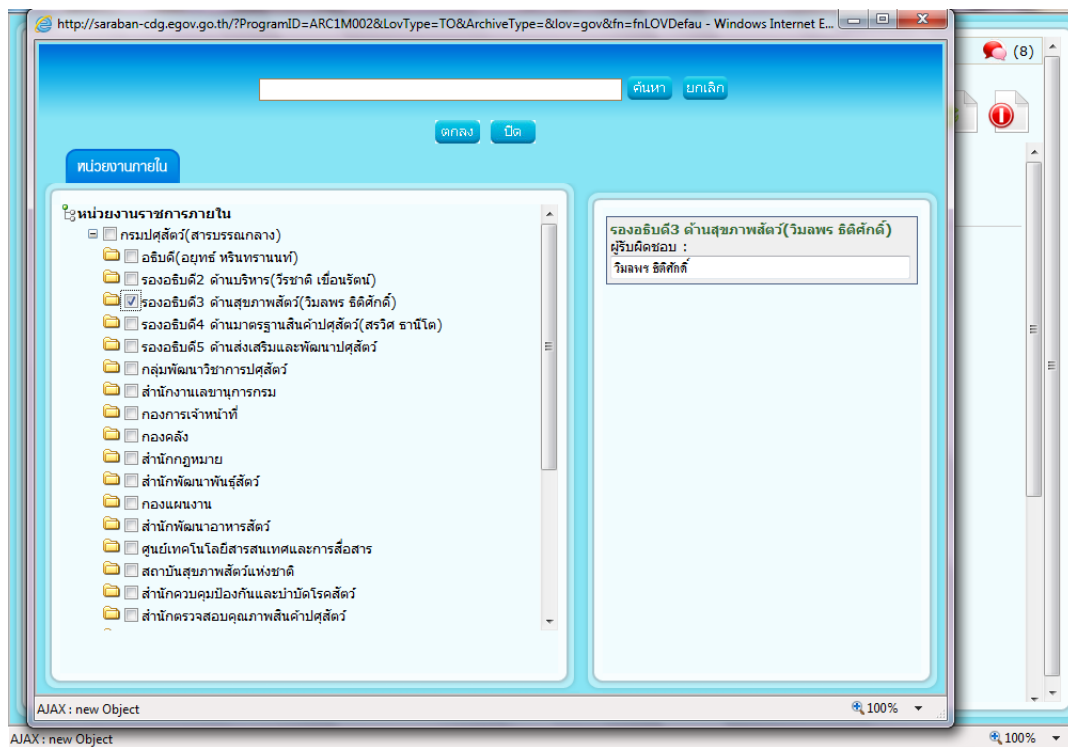 http://saraban-cdg.egov.go.th/?ProgramID=ARC1M002&LovType=TO&ArchiveType=&lov=gov&fn=fnLOVDefau - Windows Internet E...
(8)
ค้นหา ยกเลิก
ตกลง ปิด
หน่วยงานภายใน
หน่วยงานราชการภายใน
กรมปศุสัตว์(สารบรรณกลาง)
อธิบดี(อยุทธ์ หรินทรานนท์)
รองอธิบดี2 ด้านบริหาร(วีรชาติ เขื่อนรัตน์)
รองอธิบดี3 ด้านสุขภาพสัตว์(วิมลพร ธิติศักดิ์)
รองอธิบดี4 ด้านมาตรฐานสินค้าปศุสัตว์(สรวิศ ธานีโต)
รองอธิบดี5 ด้านส่งเสริมและพัฒนาปศุสัตว์
กลุ่มพัฒนาวิชาการปศุสัตว์
สำนักงานเลขานุการกรม
กองการเจ้าหน้าที่
กองคลัง
สำนักกฎหมาย
สำนักพัฒนาพันธุ์สัตว์
กองแผนงาน
สำนักพัฒนาอาหารสัตว์
ศูนย์เทคโนโลยีสารสนเทศและการสื่อสาร
สถาบันสุขภาพสัตว์แห่งชาติ
สำนักควบคุมป้องกันและบำบัดโรคสัตว์
สำนักตรวจสอบคุณภาพสินค้าปศุสัตว์
รองอธิบดี3 ด้านสุขภาพสัตว์(วิมลพร ธิติศักดิ์)
ผู้รับผิดชอบ :
วิมลพร ธิติศักดิ์
AJAX : new Object
100%
AJAX : new Object
100%